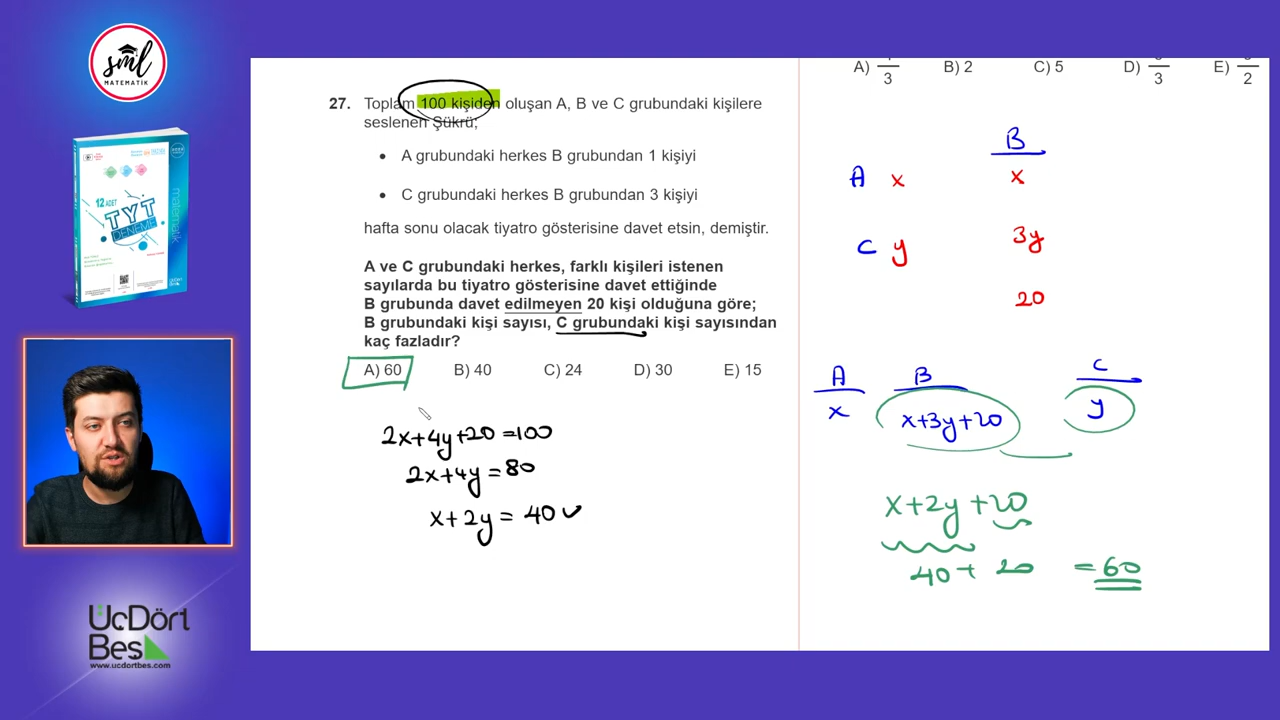 sml
MATEMATİK
12 ADET
TYT
DENEME
matematik
ÜçDört
Beş
www.ucdortbes.com
27. Toplam 100 kişiden oluşan A, B ve C grubundaki kişilere
seslenen Şükrü;
• A grubundaki herkes B grubundan 1 kişiyi
• C grubundaki herkes B grubundan 3 kişiyi
hafta sonu olacak tiyatro gösterisine davet etsin, demiştir.
A ve C grubundaki herkes, farklı kişileri istenen
sayılarda bu tiyatro gösterisine davet ettiğinde
B grubunda davet edilmeyen 20 kişi olduğuna göre;
B grubundaki kişi sayısı, C grubundaki kişi sayısından
kaç fazladır?
A) 60 B) 40 C) 24 D) 30 E) 15
2x+4y+20=100
2x+4y=80
x+2y=40
A) 3 B) 2 C) 5 D) 3 E) 2
B
A x x
C y 3y
20
A B C
x x+3y+20 y
x+2y+20
40+20 =60